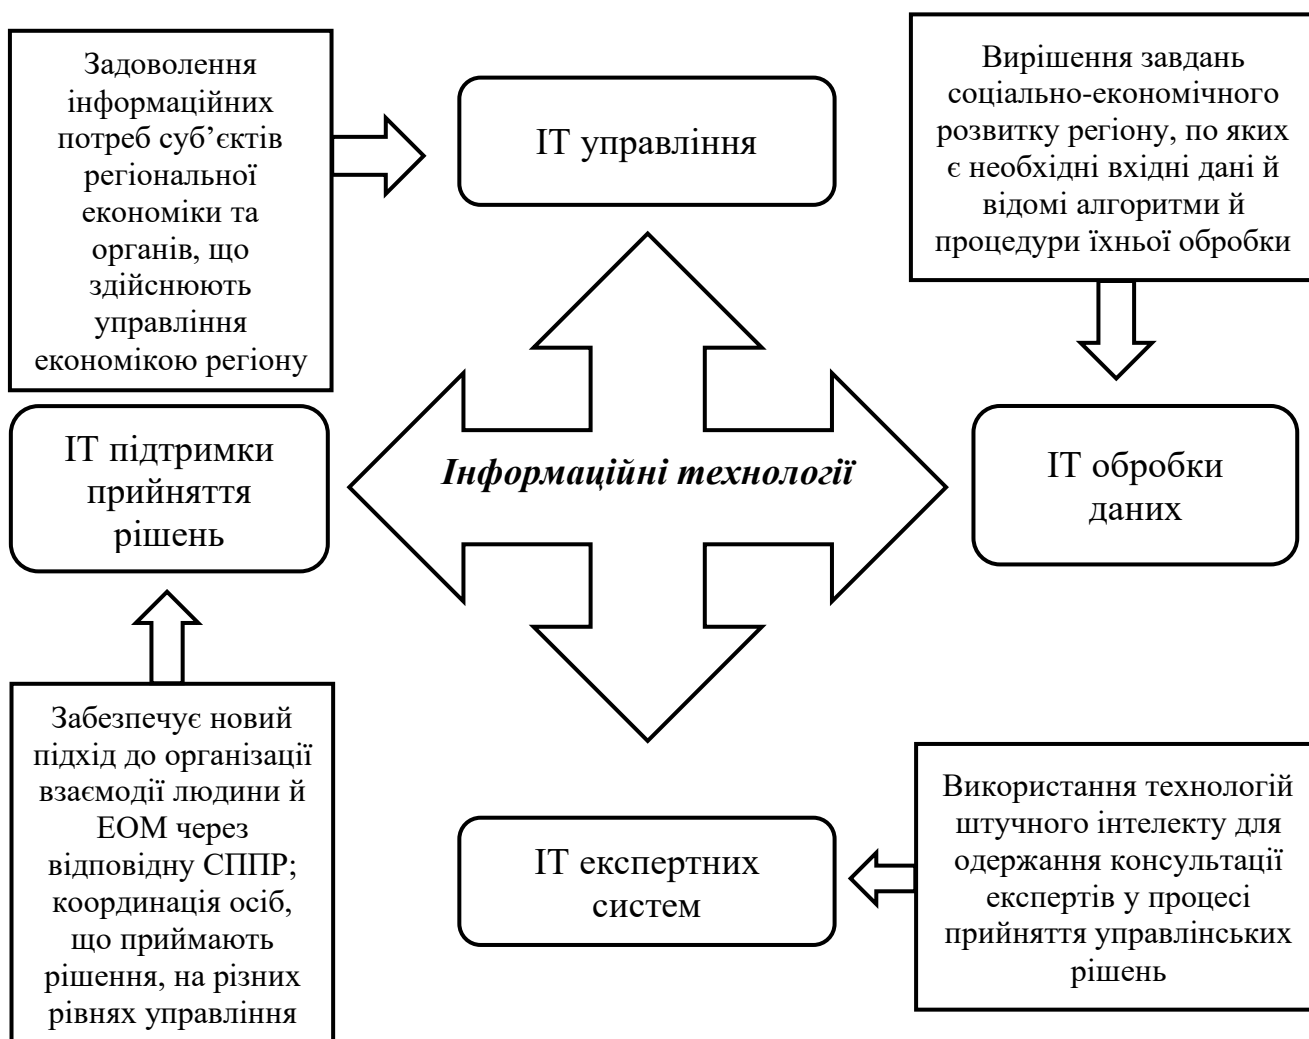 Задоволення
інформаційних
потреб суб’єктів
регіональної
економіки та
органів, що
здійснюють
управління
економікою регіону
ІТ управління
Вирішення завдань
соціально-економічного
розвитку регіону, по яких
є необхідні вхідні дані й
відомі алгоритми й
процедури їхньої обробки
ІТ підтримки
прийняття
рішень
Інформаційні технології
ІТ обробки
даних
Забезпечує новий
підхід до організації
взаємодії людини й
ЕОМ через
відповідну СППР;
координація осіб,
що приймають
рішення, на різних
рівнях управління
ІТ експертних
систем
Використання технологій
штучного інтелекту для
одержання консультації
експертів у процесі
прийняття управлінських
рішень